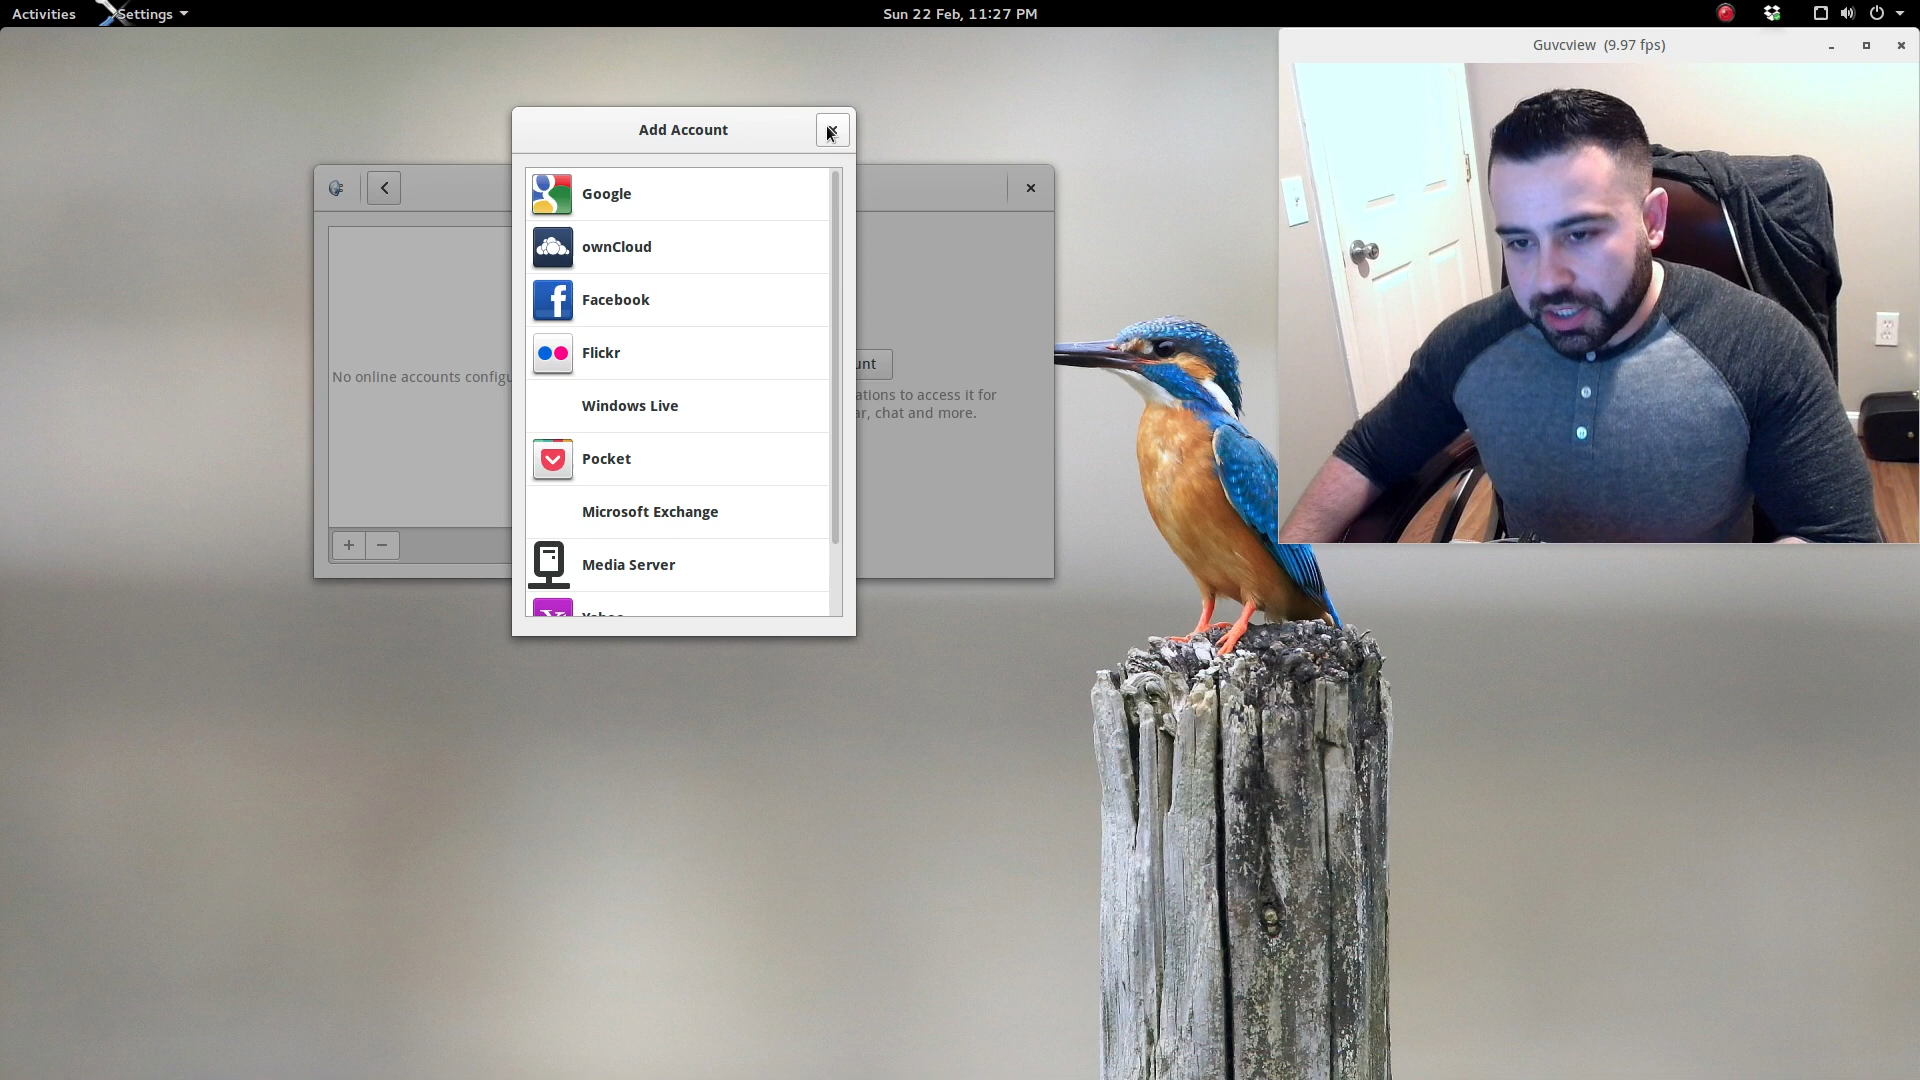 Activities
Settings
Sun 22 Feb, 11:27 PM
Guvcview (9.97 fps)
Add Account
Google
ownCloud
Facebook
Flickr
Windows Live
Pocket
Microsoft Exchange
Media Server
Yahoo
No online accounts configu
unt
ations to access it for
ar, chat and more.